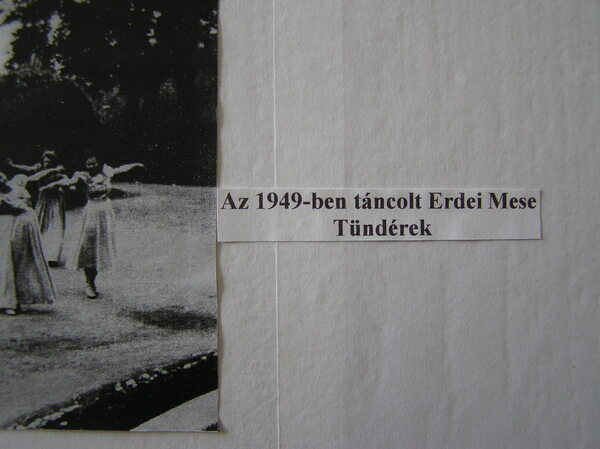 Az 1949-ben táncolt Erdei Mese
Tündérek